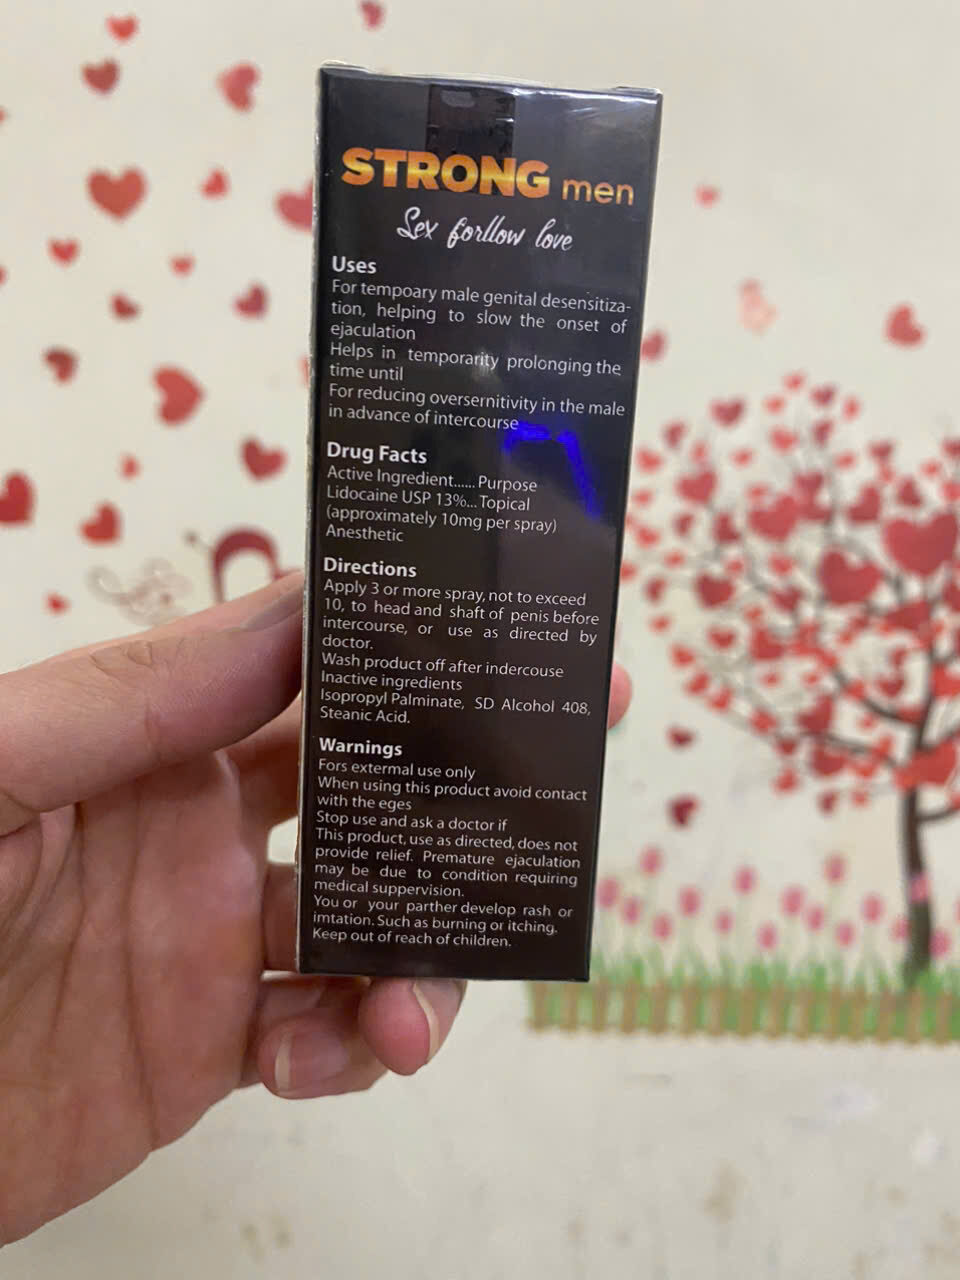 STRONG men
Sex forllow love
Uses
For tempoary male genital desensitiza-
tion, helping to slow the onset of
ejaculation
Helps in temporarity prolonging the
time until
For reducing oversernitivity in the male
in advance of intercourse
Drug Facts
Active Ingredient...... Purpose
Lidocaine USP 13%... Topical
(approximately 10mg per spray)
Anesthetic
Directions
Apply 3 or more spray, not to exceed
10, to head and shaft of penis before
intercourse, or use as directed by
doctor.
Wash product off after indercouse
Inactive ingredients
Isopropyl Palminate, SD Alcohol 408,
Steanic Acid.
Warnings
Fors extermal use only
When using this product avoid contact
with the eges
Stop use and ask a doctor if
This product, use as directed, does not
provide relief. Premature ejaculation
may be due to condition requiring
medical suppervision.
You or your parther develop rash or
imtation. Such as burning or itching.
Keep out of reach of children.